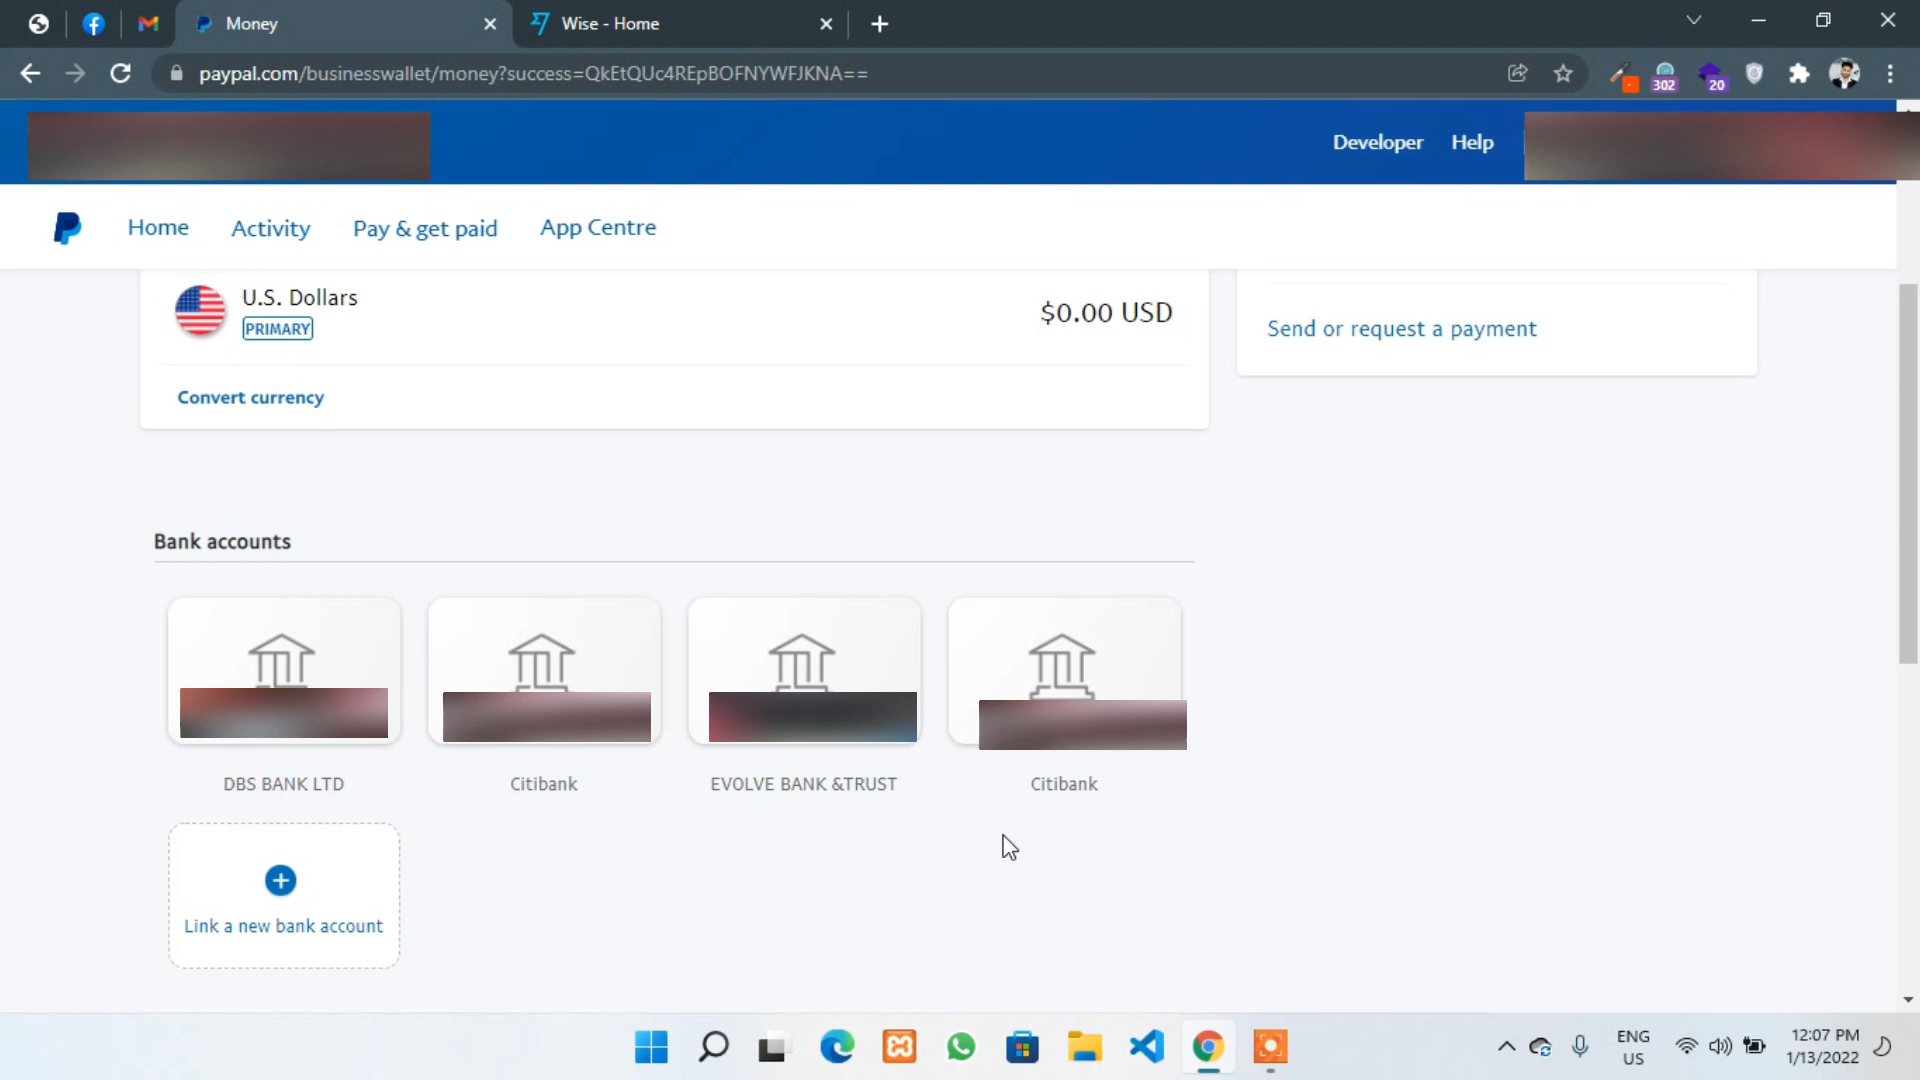 Money
Wise - Home
paypal.com/businesswallet/money?success=QkEtQUc4REpBOFNYWFJKNA==
302
20
Developer
Help
Home
Activity
Pay & get paid
App Centre
U.S. Dollars
PRIMARY
$0.00 USD
Convert currency
Send or request a payment
Bank accounts
DBS BANK LTD
Citibank
EVOLVE BANK &TRUST
Citibank
Link a new bank account
ENG
US
12:07 PM
1/13/2022